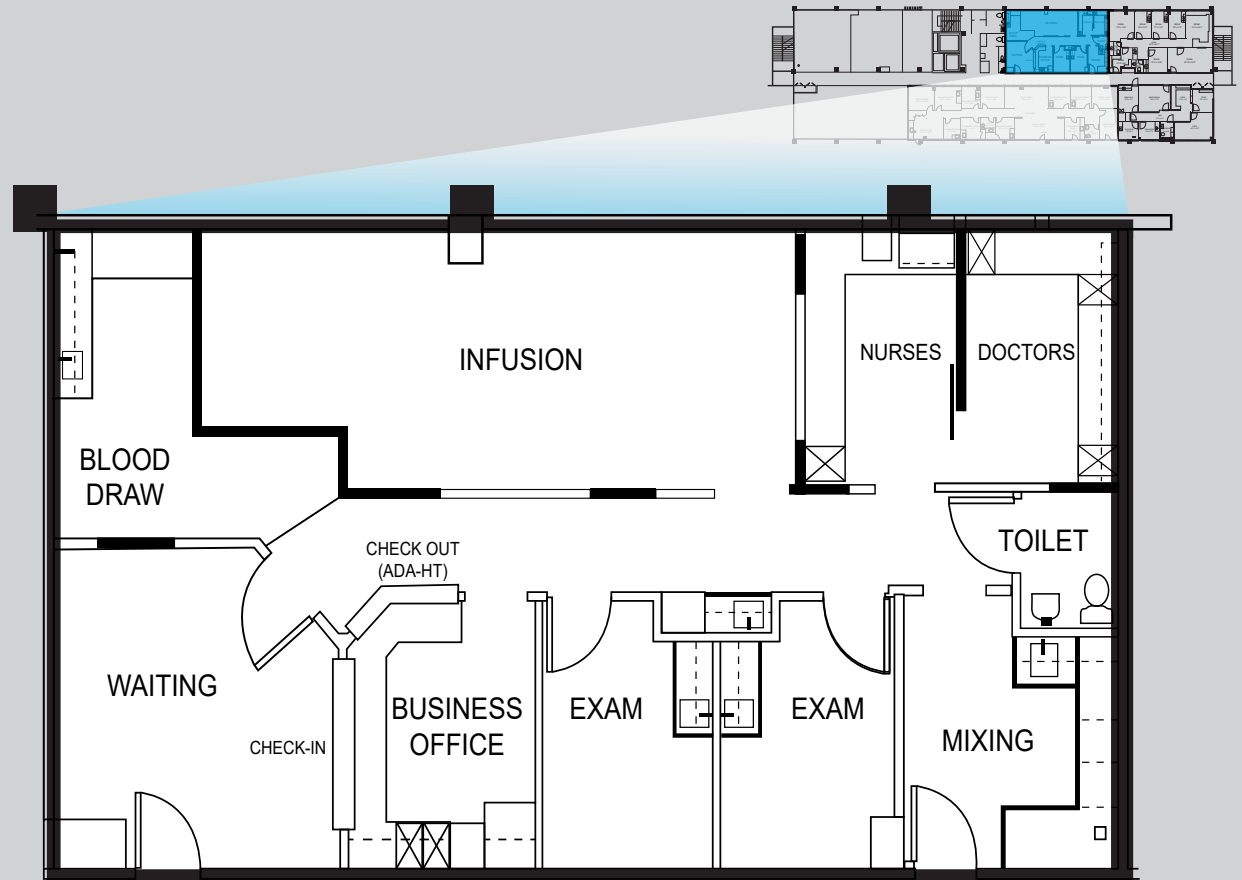 INFUSION
NURSES
DOCTORS
BLOOD
DRAW
CHECK OUT
(ADA-HT)
TOILET
WAITING
CHECK-IN
BUSINESS
OFFICE
EXAM
EXAM
MIXING